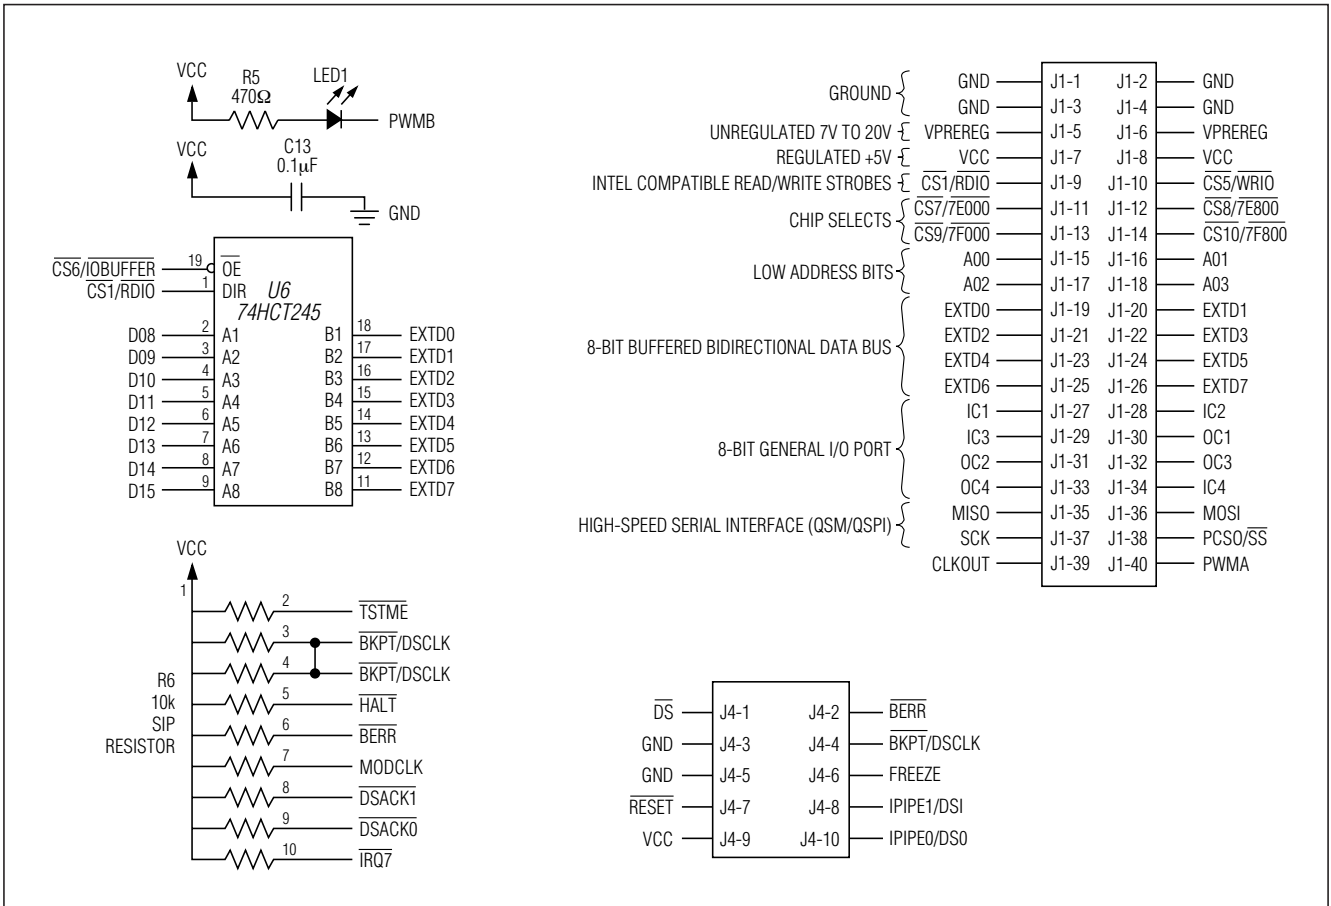 VCC
R5
470Ω
LED1
PWMB
VCC
C13
0.1µF
GND
CS6/IOBUFFER 19 OE
CS1/RDIO 1 DIR
U6
74HCT245
D08 2 A1 B1 18 EXTD0
D09 3 A2 B2 17 EXTD1
D10 4 A3 B3 16 EXTD2
D11 5 A4 B4 15 EXTD3
D12 6 A5 B5 14 EXTD4
D13 7 A6 B6 13 EXTD5
D14 8 A7 B7 12 EXTD6
D15 9 A8 B8 11 EXTD7
VCC
1
2 TSTME
3 BKPT/DSCLK
4 BKPT/DSCLK
5 HALT
6 BERR
7 MODCLK
8 DSACK1
9 DSACK0
10 IRQ7
R6
10k
SIP
RESISTOR
GROUND
UNREGULATED 7V TO 20V
REGULATED +5V
INTEL COMPATIBLE READ/WRITE STROBES
CHIP SELECTS
LOW ADDRESS BITS
8-BIT BUFFERED BIDIRECTIONAL DATA BUS
8-BIT GENERAL I/O PORT
HIGH-SPEED SERIAL INTERFACE (QSM/QSPI)
GND J1-1 J1-2 GND
GND J1-3 J1-4 GND
VPREREG J1-5 J1-6 VPREREG
VCC J1-7 J1-8 VCC
CS1/RDIO J1-9 J1-10 CS5/WRIO
CS7/7E000 J1-11 J1-12 CS8/7E800
CS9/7F000 J1-13 J1-14 CS10/7F800
A00 J1-15 J1-16 A01
A02 J1-17 J1-18 A03
EXTD0 J1-19 J1-20 EXTD1
EXTD2 J1-21 J1-22 EXTD3
EXTD4 J1-23 J1-24 EXTD5
EXTD6 J1-25 J1-26 EXTD7
IC1 J1-27 J1-28 IC2
IC3 J1-29 J1-30 OC1
OC2 J1-31 J1-32 OC3
OC4 J1-33 J1-34 IC4
MISO J1-35 J1-36 MOSI
SCK J1-37 J1-38 PCSO/SS
CLKOUT J1-39 J1-40 PWMA
DS J4-1 J4-2 BERR
GND J4-3 J4-4 BKPT/DSCLK
GND J4-5 J4-6 FREEZE
RESET J4-7 J4-8 IPIPE1/DSI
VCC J4-9 J4-10 IPIPE0/DS0